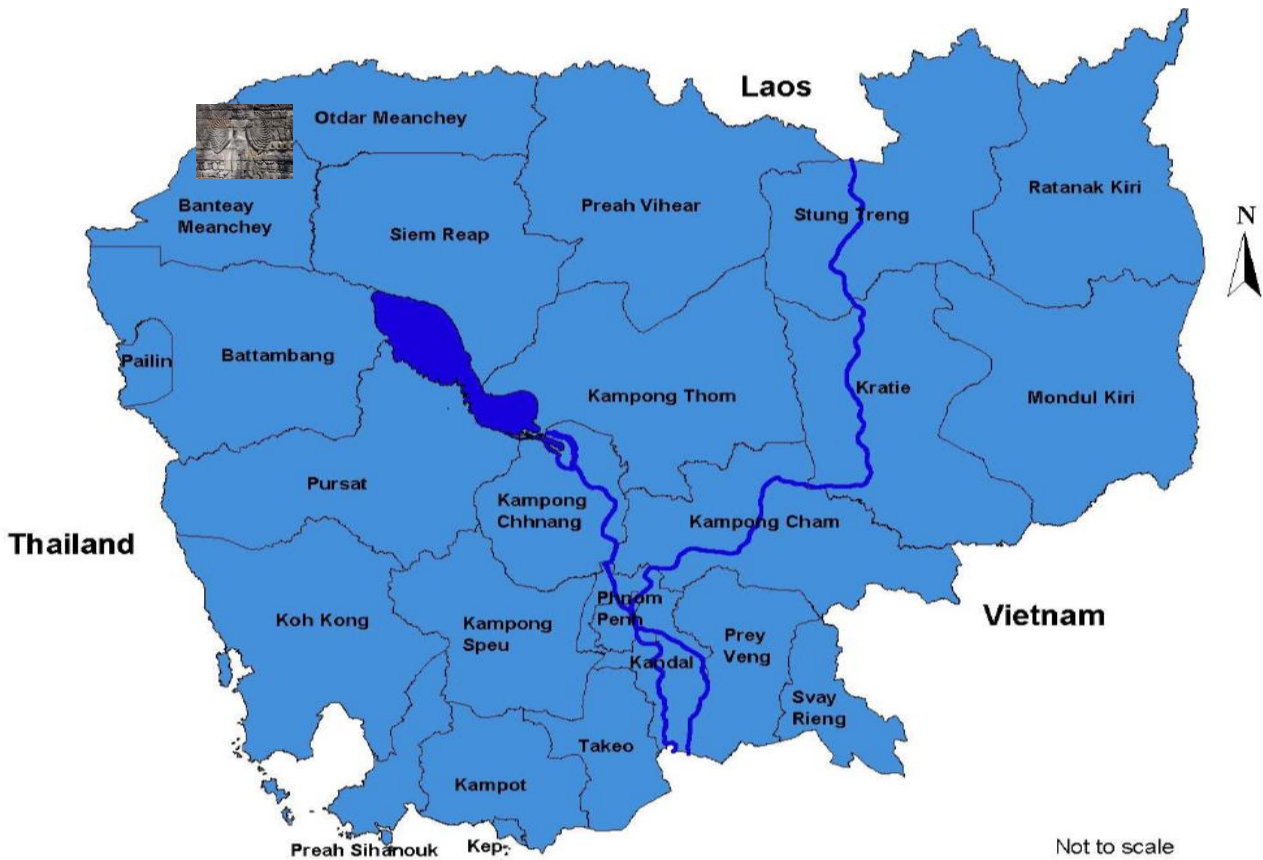 Laos
Otdar Meanchey
Ratanak Kiri
Banteay
Meanchey
Preah Vihear
Stung Treng
N
Siem Reap
Pailin
Battambang
Kampong Thom
Kratie
Mondul Kiri
Pursat
Kampong
Chhnang
Kampong Cham
Thailand
Koh Kong
Kampong
Speu
Phnom
Penh
Prey
Veng
Vietnam
Kandal
Svay
Rieng
Takeo
Kampot
Preah Sihanouk
Kep
Not to scale